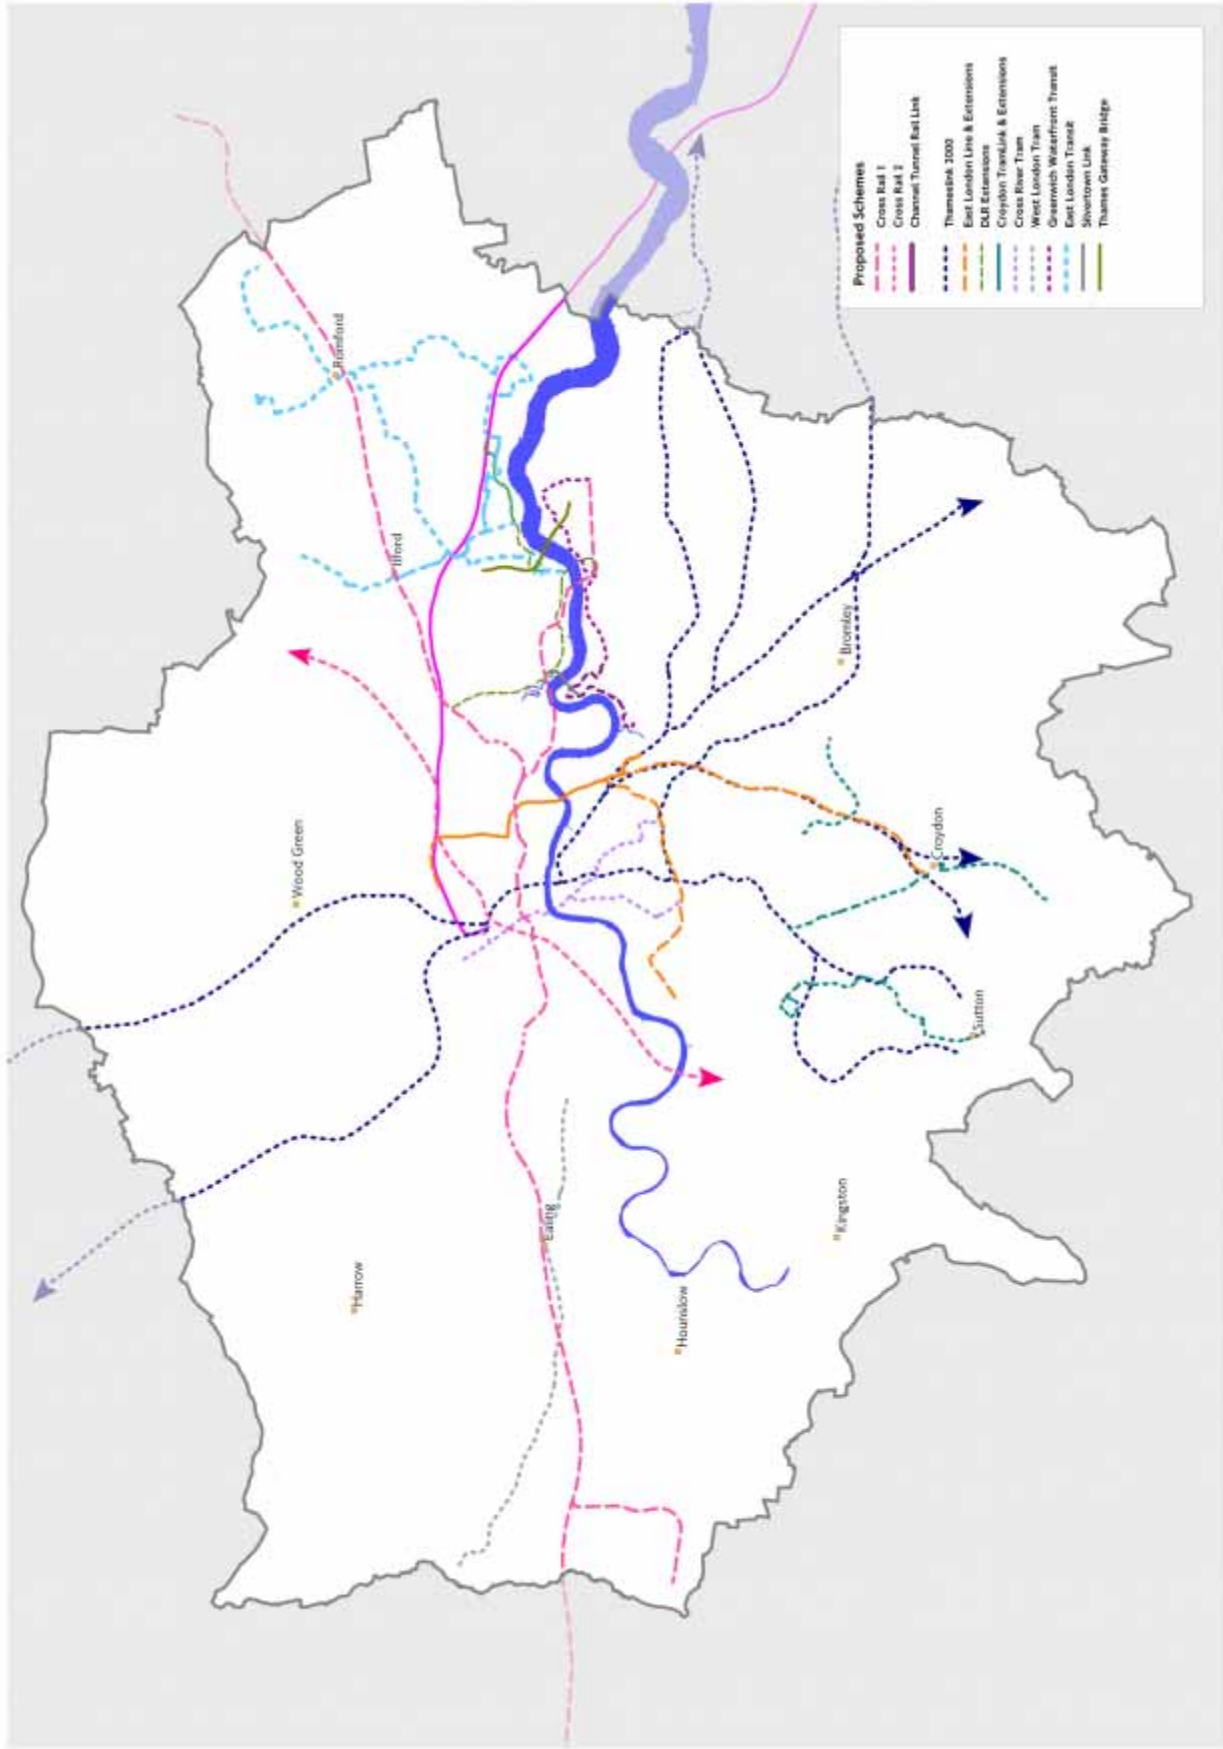 Romford
Ilford
Wood Green
Harrow
Ealing
Bromley
Croydon
Sutton
Kingston
Hounslow
Proposed Schemes
Cross Rail 1
Cross Rail 2
Channel Tunnel Rail Link
Thameslink 2000
East London Line & Extensions
DLR Extensions
Croydon TramLink & Extensions
Cross River Tram
West London Tram
Greenwich Waterfront Transit
East London Transit
Silvertown Link
Thames Gateway Bridge